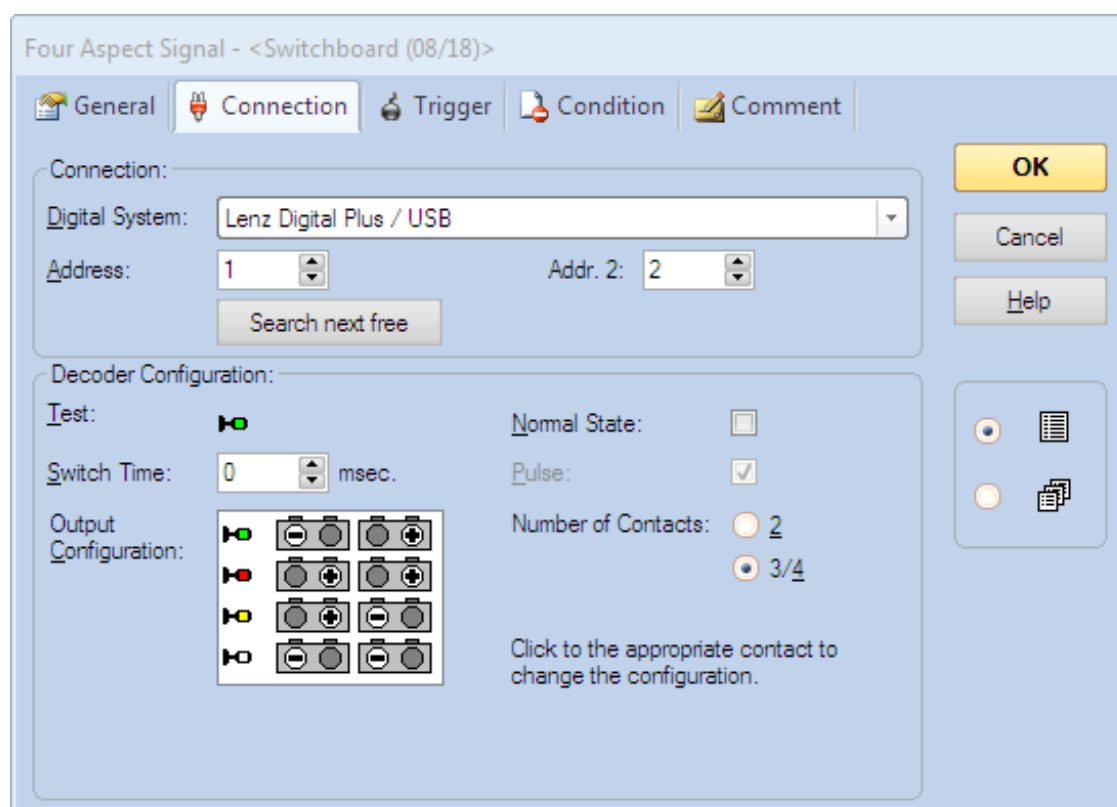 Four Aspect Signal - <Switchboard (08/18)>
General Connection Trigger Condition Comment
Connection:
Digital System: Lenz Digital Plus / USB
Address: 1 Addr. 2: 2
Search next free
OK
Cancel
Help
Decoder Configuration:
Test: Normal State:
Switch Time: 0 msec. Pulse:
Output
Configuration:
Number of Contacts: 2
3/4
Click to the appropriate contact to
change the configuration.